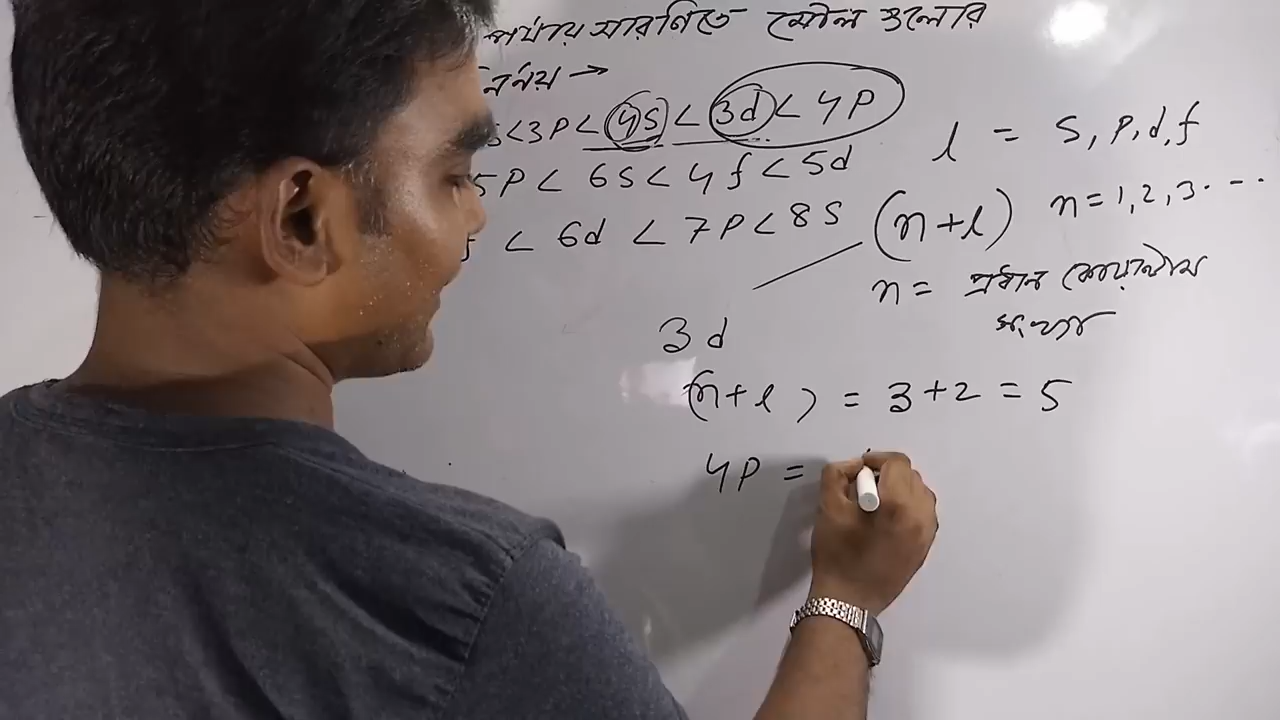 পর্যায় সারণিতে মৌল গুলোর
নির্ণয় →
s < 3P < 4S < 3d < 4P
5P < 6S < 4f < 5d
f < 6d < 7P < 8S
l = S, P, d, f
(n+l) n = 1, 2, 3 . . -
n = প্রধান কোয়ান্টাম
সংখ্যা
3d
(n+l) = 3+2 = 5
4P =